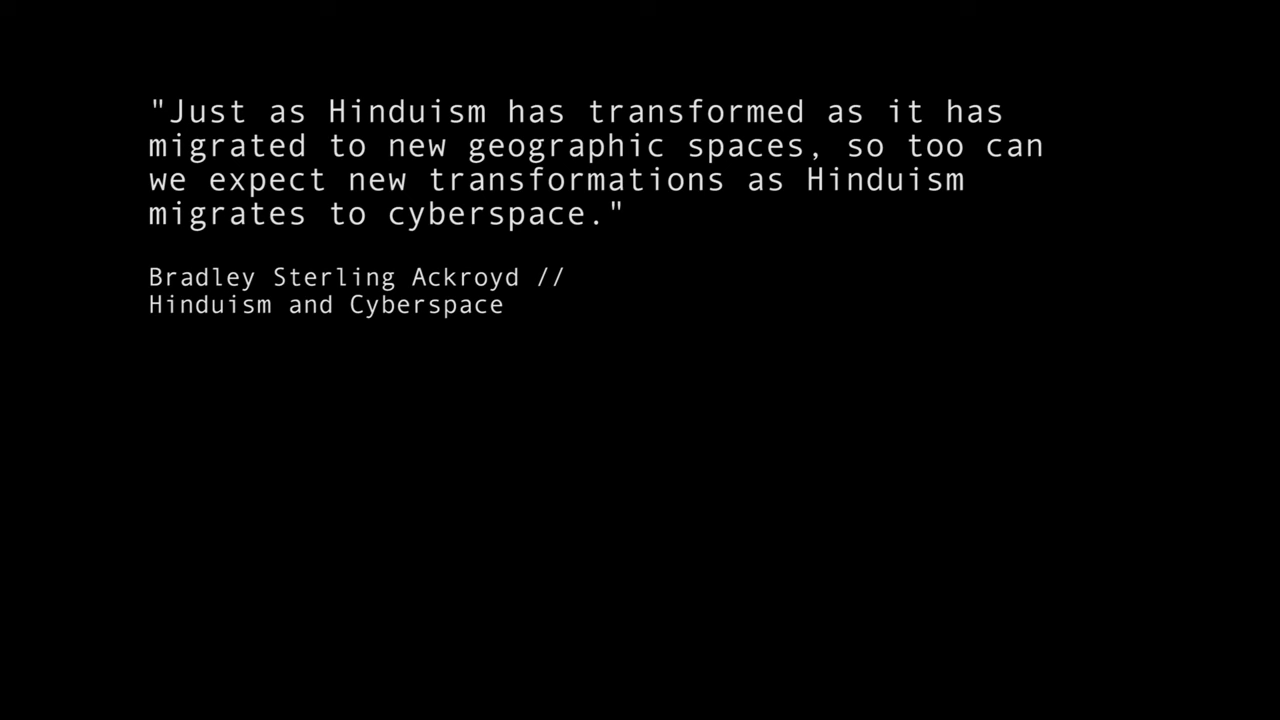 "Just as Hinduism has transformed as it has
migrated to new geographic spaces, so too can
we expect new transformations as Hinduism
migrates to cyberspace."
Bradley Sterling Ackroyd //
Hinduism and Cyberspace